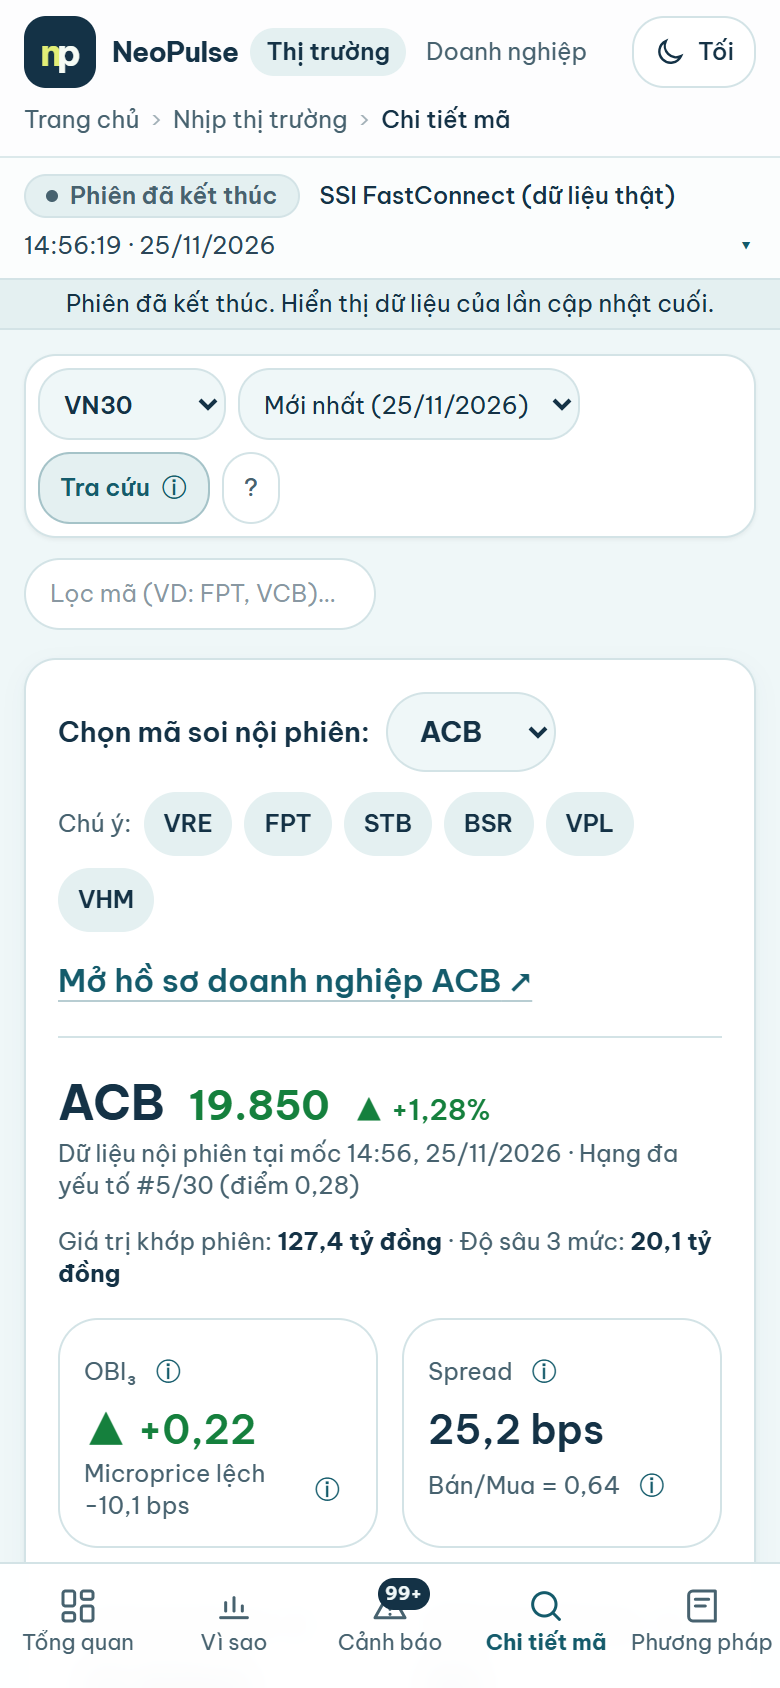 np NeoPulse Thị trường Doanh nghiệp Tối
Trang chủ › Nhịp thị trường › Chi tiết mã
Phiên đã kết thúc SSI FastConnect (dữ liệu thật)
14:56:19 · 25/11/2026 ▾
Phiên đã kết thúc. Hiển thị dữ liệu của lần cập nhật cuối.
VN30 Mới nhất (25/11/2026)
Tra cứu ⓘ ?
Lọc mã (VD: FPT, VCB)...
Chọn mã soi nội phiên: ACB
Chú ý: VRE FPT STB BSR VPL
VHM
Mở hồ sơ doanh nghiệp ACB ↗
ACB 19.850 ▲ +1,28%
Dữ liệu nội phiên tại mốc 14:56, 25/11/2026 · Hạng đa
yếu tố #5/30 (điểm 0,28)
Giá trị khớp phiên: 127,4 tỷ đồng · Độ sâu 3 mức: 20,1 tỷ
đồng
OBI₃ ⓘ
▲ +0,22
Microprice lệch
-10,1 bps ⓘ
Spread ⓘ
25,2 bps
Bán/Mua = 0,64 ⓘ
99+
Tổng quan Vì sao Cảnh báo Chi tiết mã Phương pháp